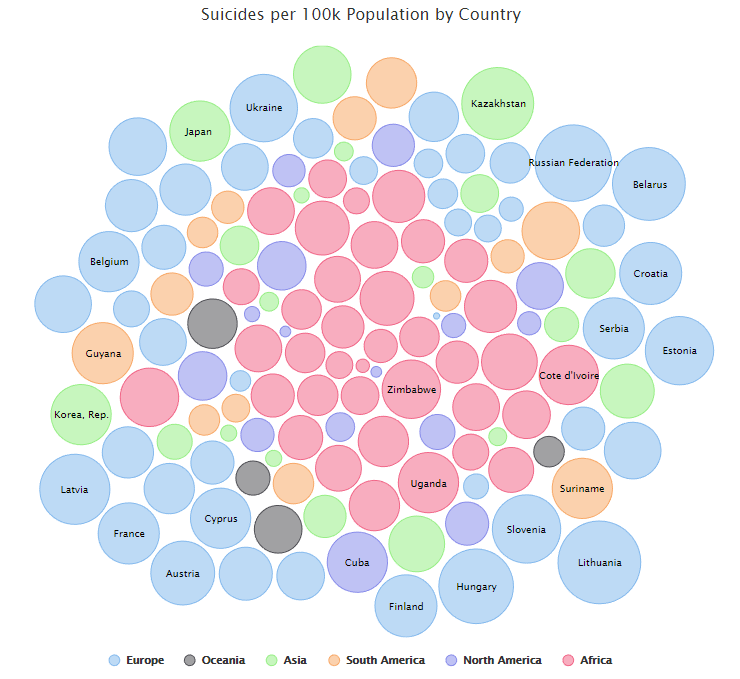 Suicides per 100k Population by Country
Kazakhstan
Ukraine
Japan
Russian Federation
Belarus
Belgium
Croatia
Serbia
Estonia
Guyana
Cote d'Ivoire
Zimbabwe
Korea, Rep.
Uganda
Suriname
Latvia
Cyprus
Slovenia
France
Cuba
Lithuania
Austria
Hungary
Finland
Europe Oceania Asia South America North America Africa